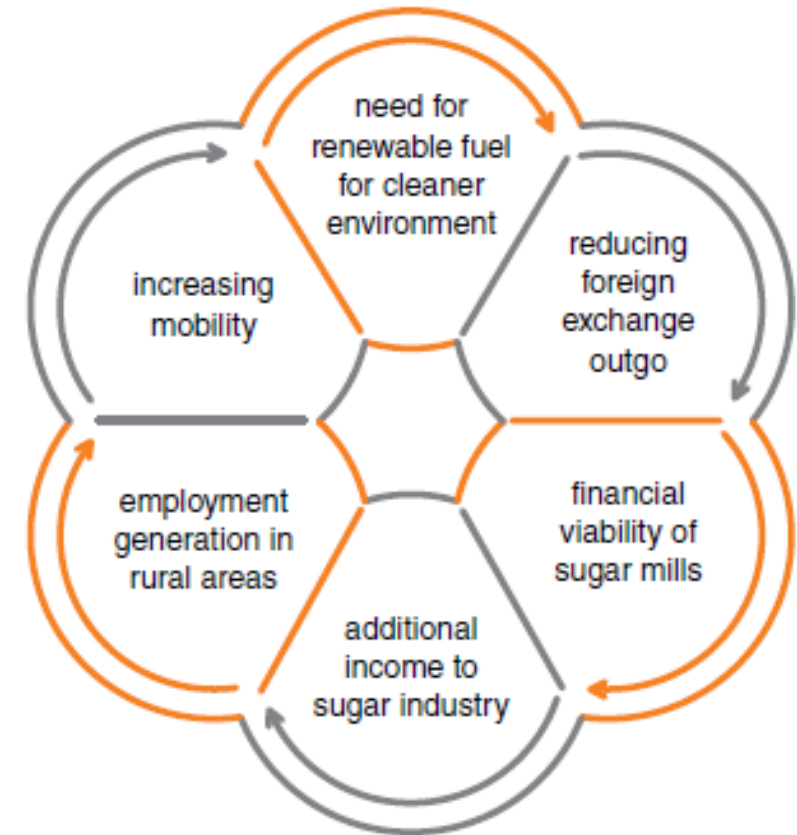 need for
renewable fuel
for cleaner
environment
reducing
foreign
exchange
outgo
financial
viability of
sugar mills
additional
income to
sugar industry
employment
generation in
rural areas
increasing
mobility